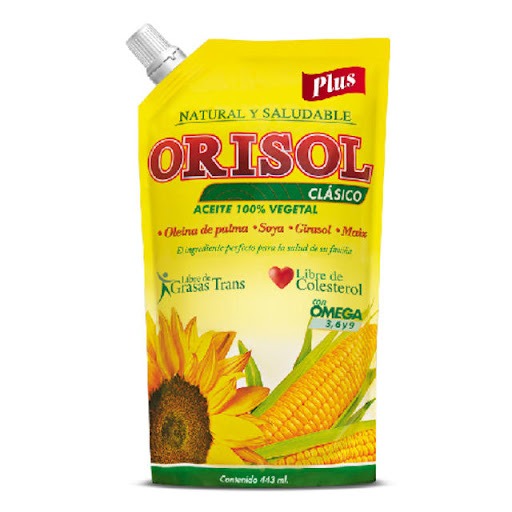 Plus
NATURAL Y SALUDABLE
ORISOL
CLÁSICO
ACEITE 100% VEGETAL
• Oleina de palma • Soya • Girasol • Maíz
El ingrediente perfecto para la salud de su familia
Libre de
Grasas Trans
Libre de
Colesterol
con
OMEGA
3, 6 y 9
Contenido 443 ml.